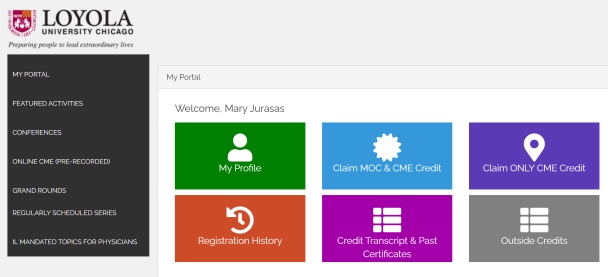 LOYOLA
UNIVERSITY CHICAGO
Preparing people to lead extraordinary lives
MY PORTAL
FEATURED ACTIVITIES
CONFERENCES
ONLINE CME (PRE-RECORDED)
GRAND ROUNDS
REGULARLY SCHEDULED SERIES
IL MANDATED TOPICS FOR PHYSICIANS
My Portal
Welcome, Mary Jurasas
My Profile
Claim MOC & CME Credit
Claim ONLY CME Credit
Registration History
Credit Transcript & Past
Certificates
Outside Credits